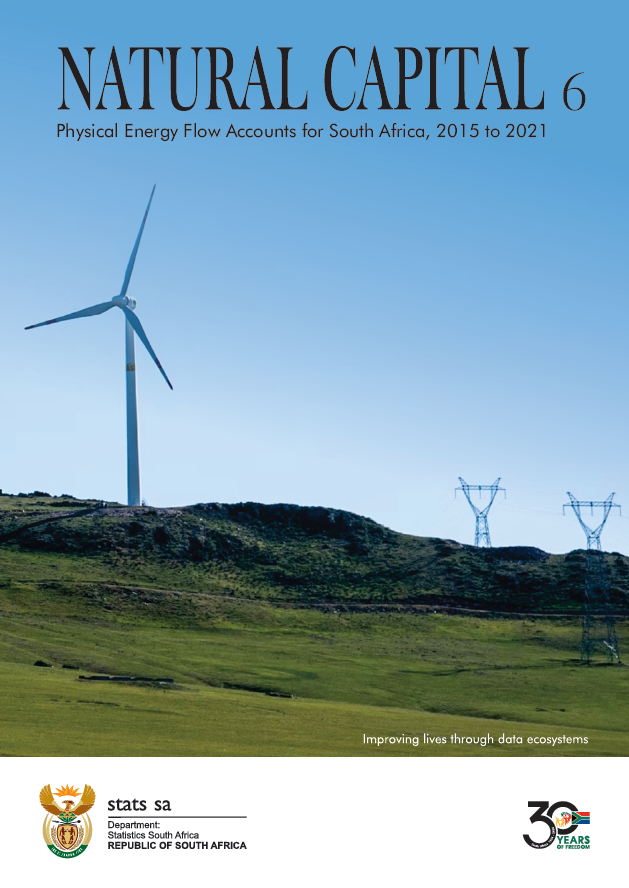 NATURAL CAPITAL 6
Physical Energy Flow Accounts for South Africa, 2015 to 2021
Improving lives through data ecosystems
stats sa
Department:
Statistics South Africa
REPUBLIC OF SOUTH AFRICA
30
YEARS
OF FREEDOM